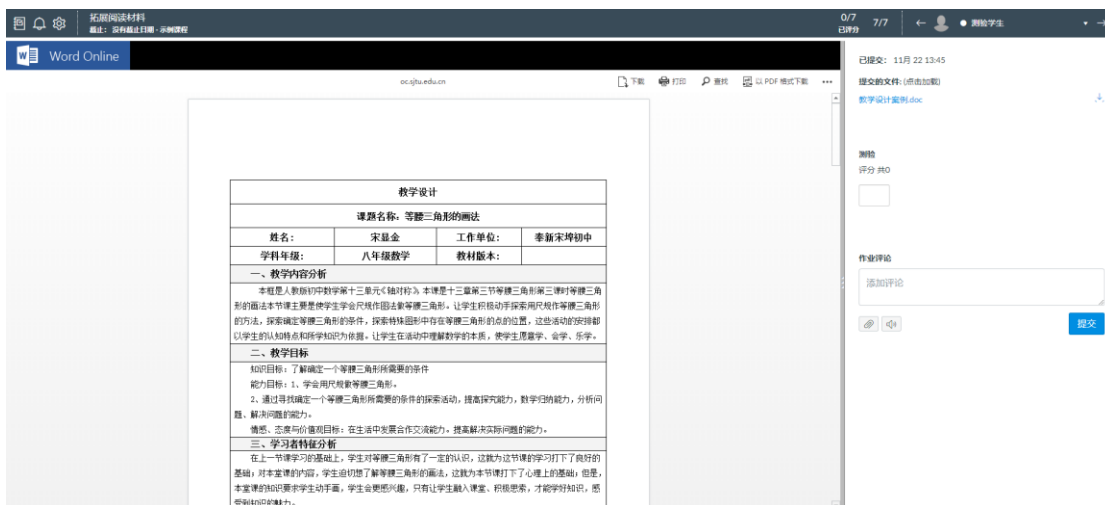 拓展阅读材料
截止：没有截止日期 - 示例课程
0/7
已评分
7/7
测验学生
Word Online
oc.sjtu.edu.cn
下载
打印
查找
以 PDF 格式下载
教学设计
课题名称：等腰三角形的画法
姓名：
宋显金
工作单位：
奉新宋埠初中
学科年级：
八年级数学
教材版本：
一、教学内容分析
本框是人教版初中数学第十三单元《轴对称》。本课是十三章第三节等腰三角形第三课时等腰三角
形的画法本节课主要是使学生学会尺规作图法做等腰三角形。让学生积极动手探索用尺规作等腰三角形
的方法，探索确定等腰三角形的条件，探索特殊图形中存在等腰三角形的点的位置，这些活动的安排都
以学生的认知特点和所学知识为依据。让学生在活动中理解数学的本质，使学生愿意学、会学、乐学。
二、教学目标
知识目标：了解确定一个等腰三角形所需要的条件
能力目标：1、学会用尺规做等腰三角形。
2、通过寻找确定一个等腰三角形所需要的条件的探索活动，提高探究能力，数学归纳能力，分析问
题、解决问题的能力。
情感、态度与价值观目标：在生活中发展合作交流能力。提高解决实际问题的能力。
三、学习者特征分析
在上一节课学习的基础上，学生对等腰三角形有了一定的认识，这就为这节课的学习打下了良好的
基础；对本堂课的内容，学生迫切想了解等腰三角形的画法，这就为本节课打下了心理上的基础；但是，
本堂课的知识要求学生动手画，学生会更感兴趣，只有让学生融入课堂、积极思索，才能学好知识，感
受到知识的魅力。
已提交： 11月 22 13:45
提交的文件：(点击加载)
教学设计案例.doc
测验
评分 共0
作业评论
添加评论
提交